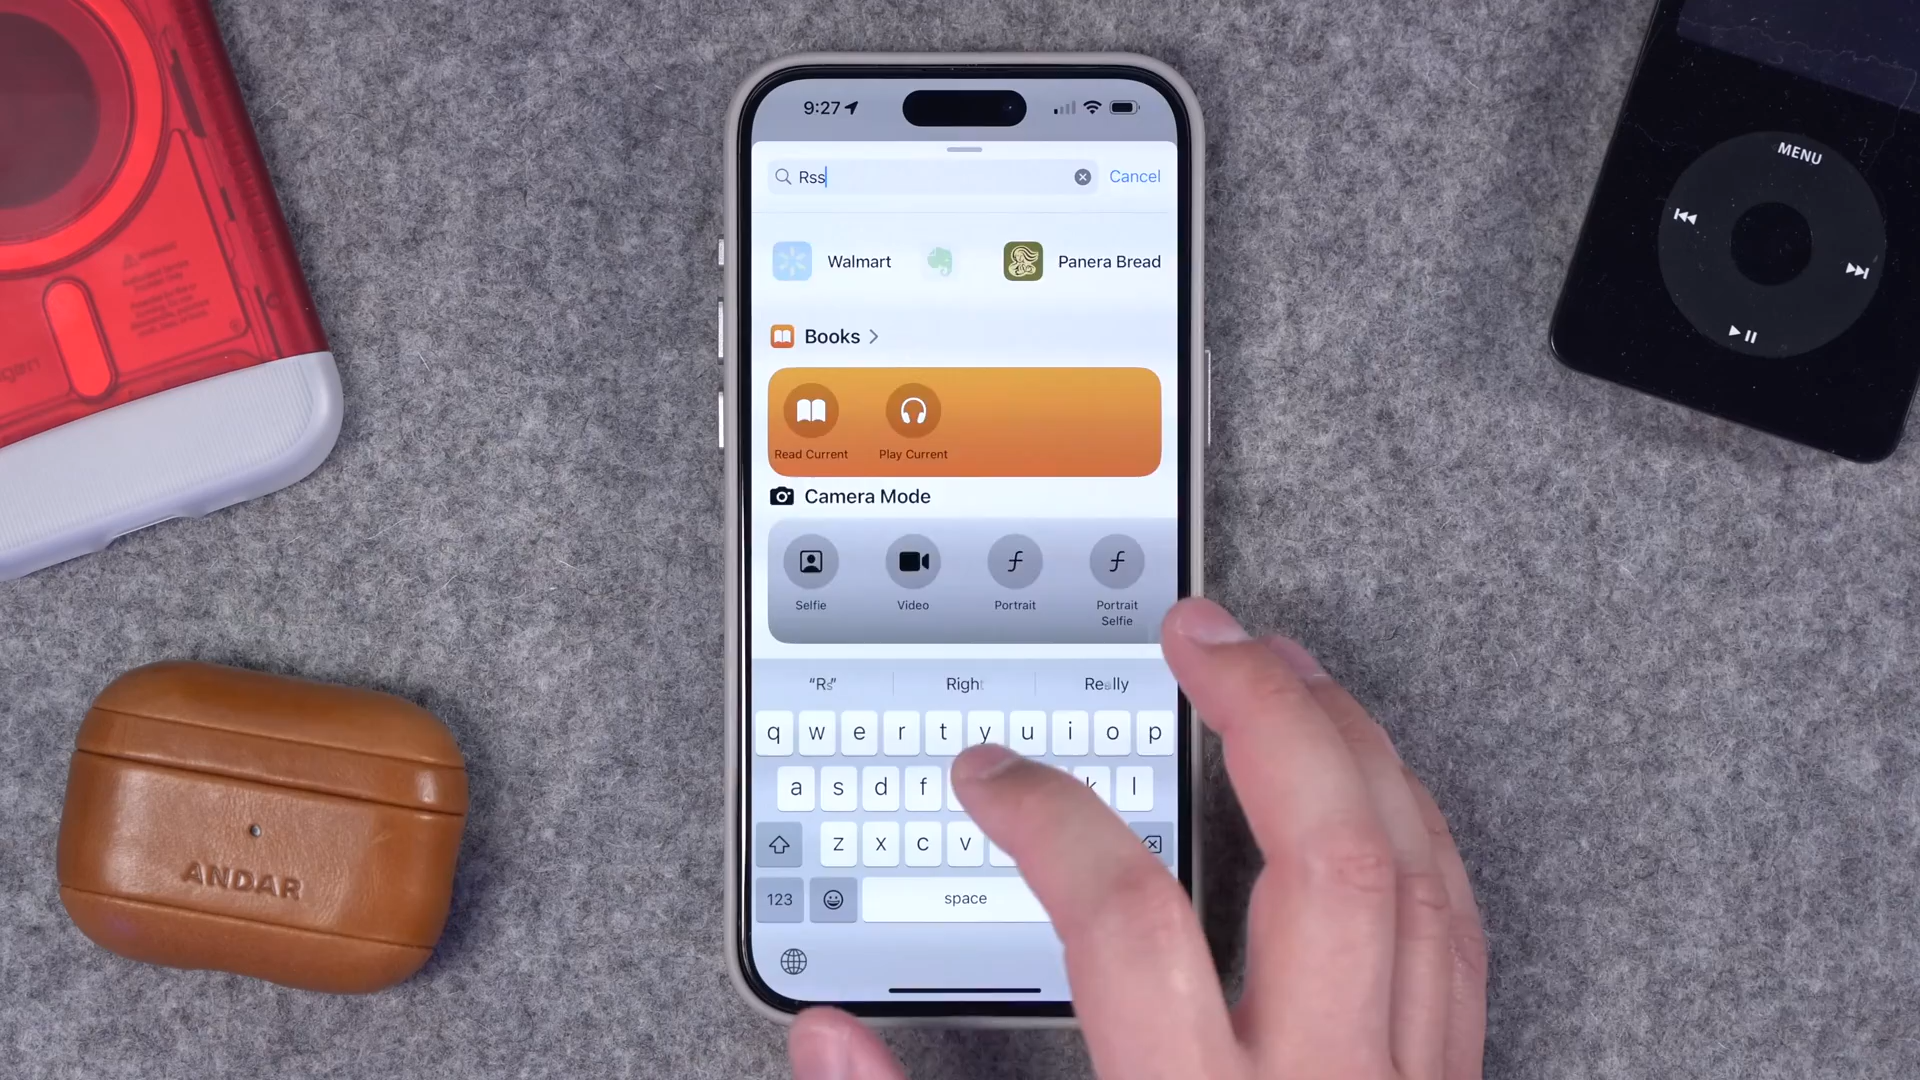 9:27
Rss
Cancel
Walmart
Panera Bread
Books
Read Current
Play Current
Camera Mode
Selfie
Video
Portrait
Portrait
Selfie
"Rs"
Right
Really
q w e r t y u i o p
a s d f k l
z x c v
123
space
MENU
ANDAR